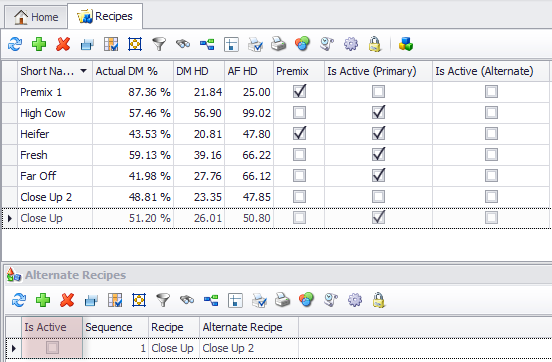 Home Recipes
Short Na... Actual DM % DM HD AF HD Premix Is Active (Primary) Is Active (Alternate)
Premix 1 87.36 % 21.84 25.00
High Cow 57.46 % 56.90 99.02
Heifer 43.53 % 20.81 47.80
Fresh 59.13 % 39.16 66.22
Far Off 41.98 % 27.76 66.12
Close Up 2 48.81 % 23.35 47.85
Close Up 51.20 % 26.01 50.80
Alternate Recipes
Is Active Sequence Recipe Alternate Recipe
1 Close Up Close Up 2